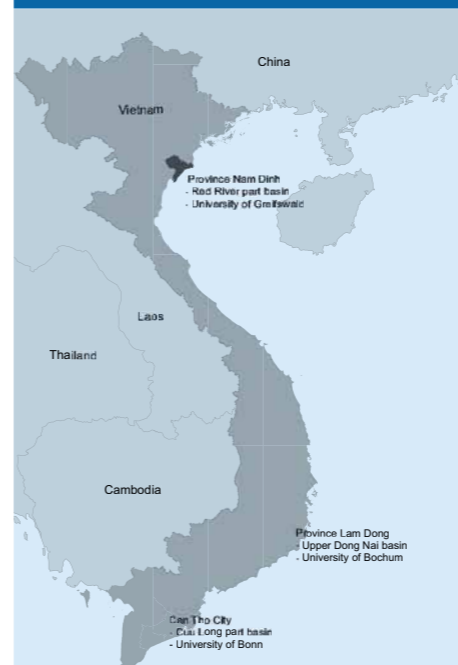 China
Vietnam
Province Nam Dinh
- Red River part basin
- University of Greifswald
Laos
Thailand
Cambodia
Province Lam Dong
- Upper Dong Nai basin
- University of Bochum
Can Tho City
- Cuu Long part basin
- University of Bonn